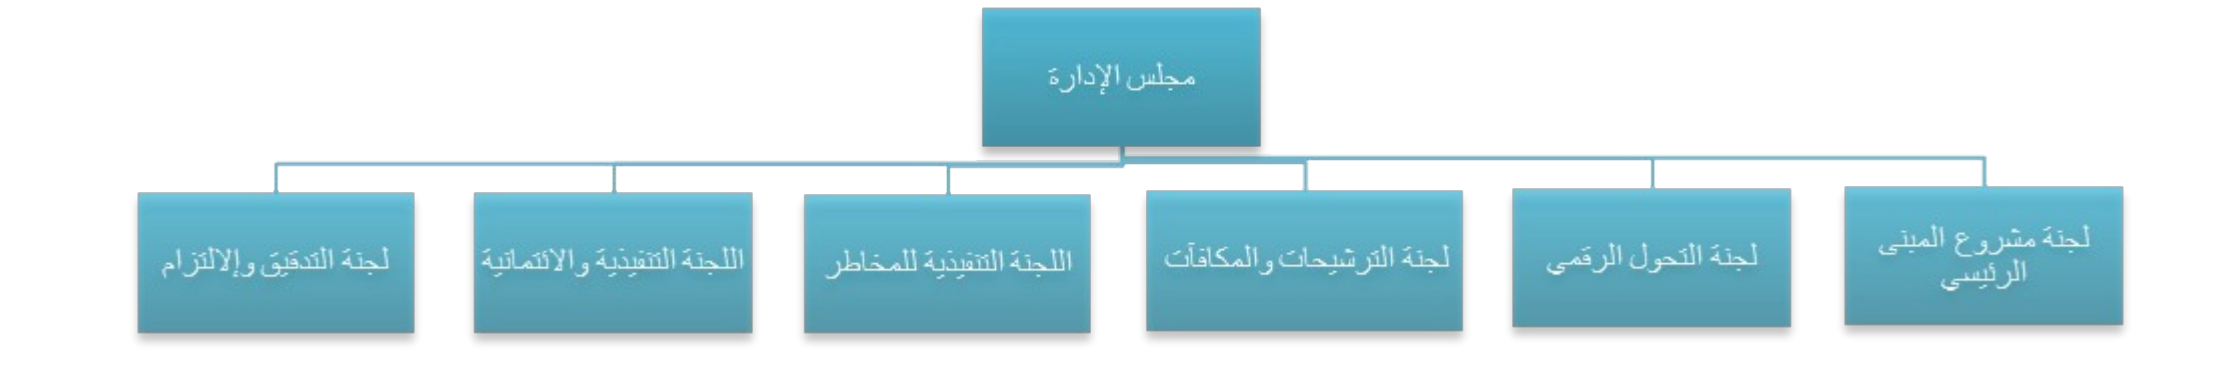 مجلس الإدارة
لجنة مشروع المبنى
الرئيسي
لجنة التحول الرقمي
لجنة الترشيحات والمكافآت
اللجنة التنفيذية للمخاطر
اللجنة التنفيذية والائتمانية
لجنة التدقيق وإلالتزام